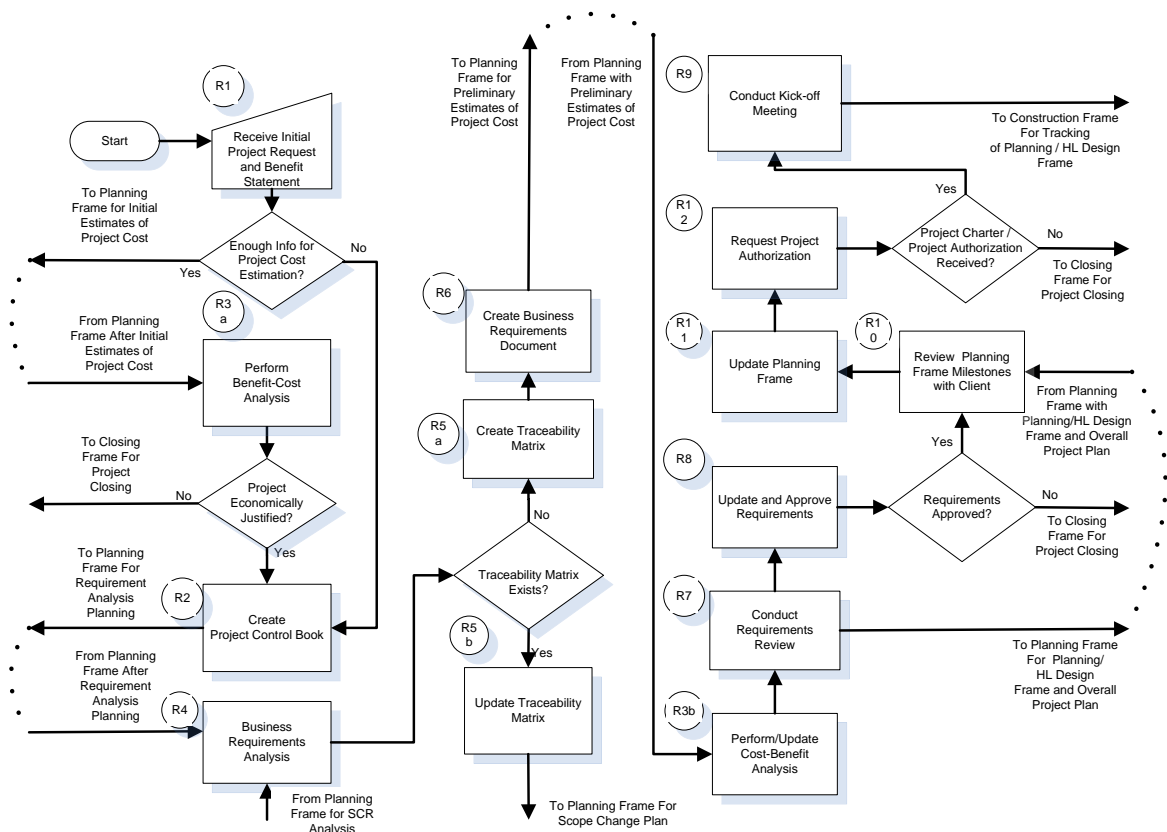 R1
Start
Receive Initial
Project Request
and Benefit
Statement
To Planning
Frame for Initial
Estimates of
Project Cost
Enough Info for
Project Cost
Estimation?
No
Yes
R3
a
From Planning
Frame After Initial
Estimates of
Project Cost
Perform
Benefit-Cost
Analysis
To Closing
Frame For
Project
Closing
No
Project
Economically
Justified?
Yes
To Planning
Frame For
Requirement
Analysis
Planning
R2
Create
Project Control Book
From Planning
Frame After
Requirement
Analysis
Planning
R4
Business
Requirements
Analysis
From Planning
Frame for SCR
Analysis
To Planning
Frame for
Preliminary
Estimates of
Project Cost
From Planning
Frame with
Preliminary
Estimates of
Project Cost
R6
Create Business
Requirements
Document
R5
a
Create Traceability
Matrix
No
Traceability Matrix
Exists?
R5
b
Yes
Update Traceability
Matrix
To Planning Frame For
Scope Change Plan
R9
Conduct Kick-off
Meeting
To Construction Frame
For Tracking
of Planning / HL Design
Frame
Yes
R1
2
Request Project
Authorization
Project Charter /
Project Authorization
Received?
No
To Closing
Frame For
Project Closing
R1
1
Update Planning
Frame
R1
0
Review Planning
Frame Milestones
with Client
From Planning
Frame with
Planning/HL Design
Frame and Overall
Project Plan
Yes
R8
Update and Approve
Requirements
Requirements
Approved?
No
To Closing
Frame For
Project Closing
R7
Conduct
Requirements
Review
To Planning Frame
For Planning/
HL Design
Frame and Overall
Project Plan
R3b
Perform/Update
Cost-Benefit
Analysis